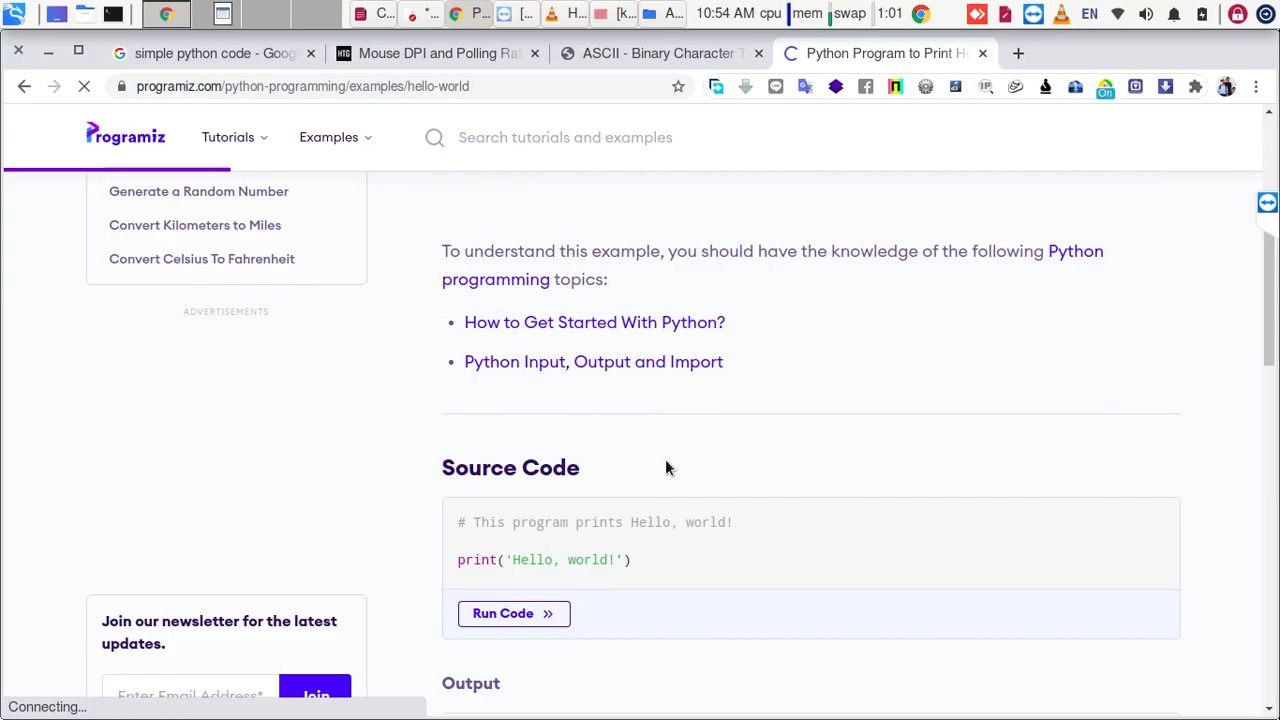 C... *... P... [... H... [k... A... 10:54 AM cpu mem swap 1:01 EN
simple python code - Goog
HTG Mouse DPI and Polling Rat
ASCII - Binary Character T
Python Program to Print He
programiz.com/python-programming/examples/hello-world
IP
On
Programiz
Tutorials
Examples
Search tutorials and examples
Generate a Random Number
Convert Kilometers to Miles
Convert Celsius To Fahrenheit
ADVERTISEMENTS
To understand this example, you should have the knowledge of the following Python
programming topics:
• How to Get Started With Python?
• Python Input, Output and Import
Source Code
# This program prints Hello, world!
print('Hello, world!')
Run Code »
Output
Join our newsletter for the latest
updates.
Enter Email Address*
Join
Connecting...